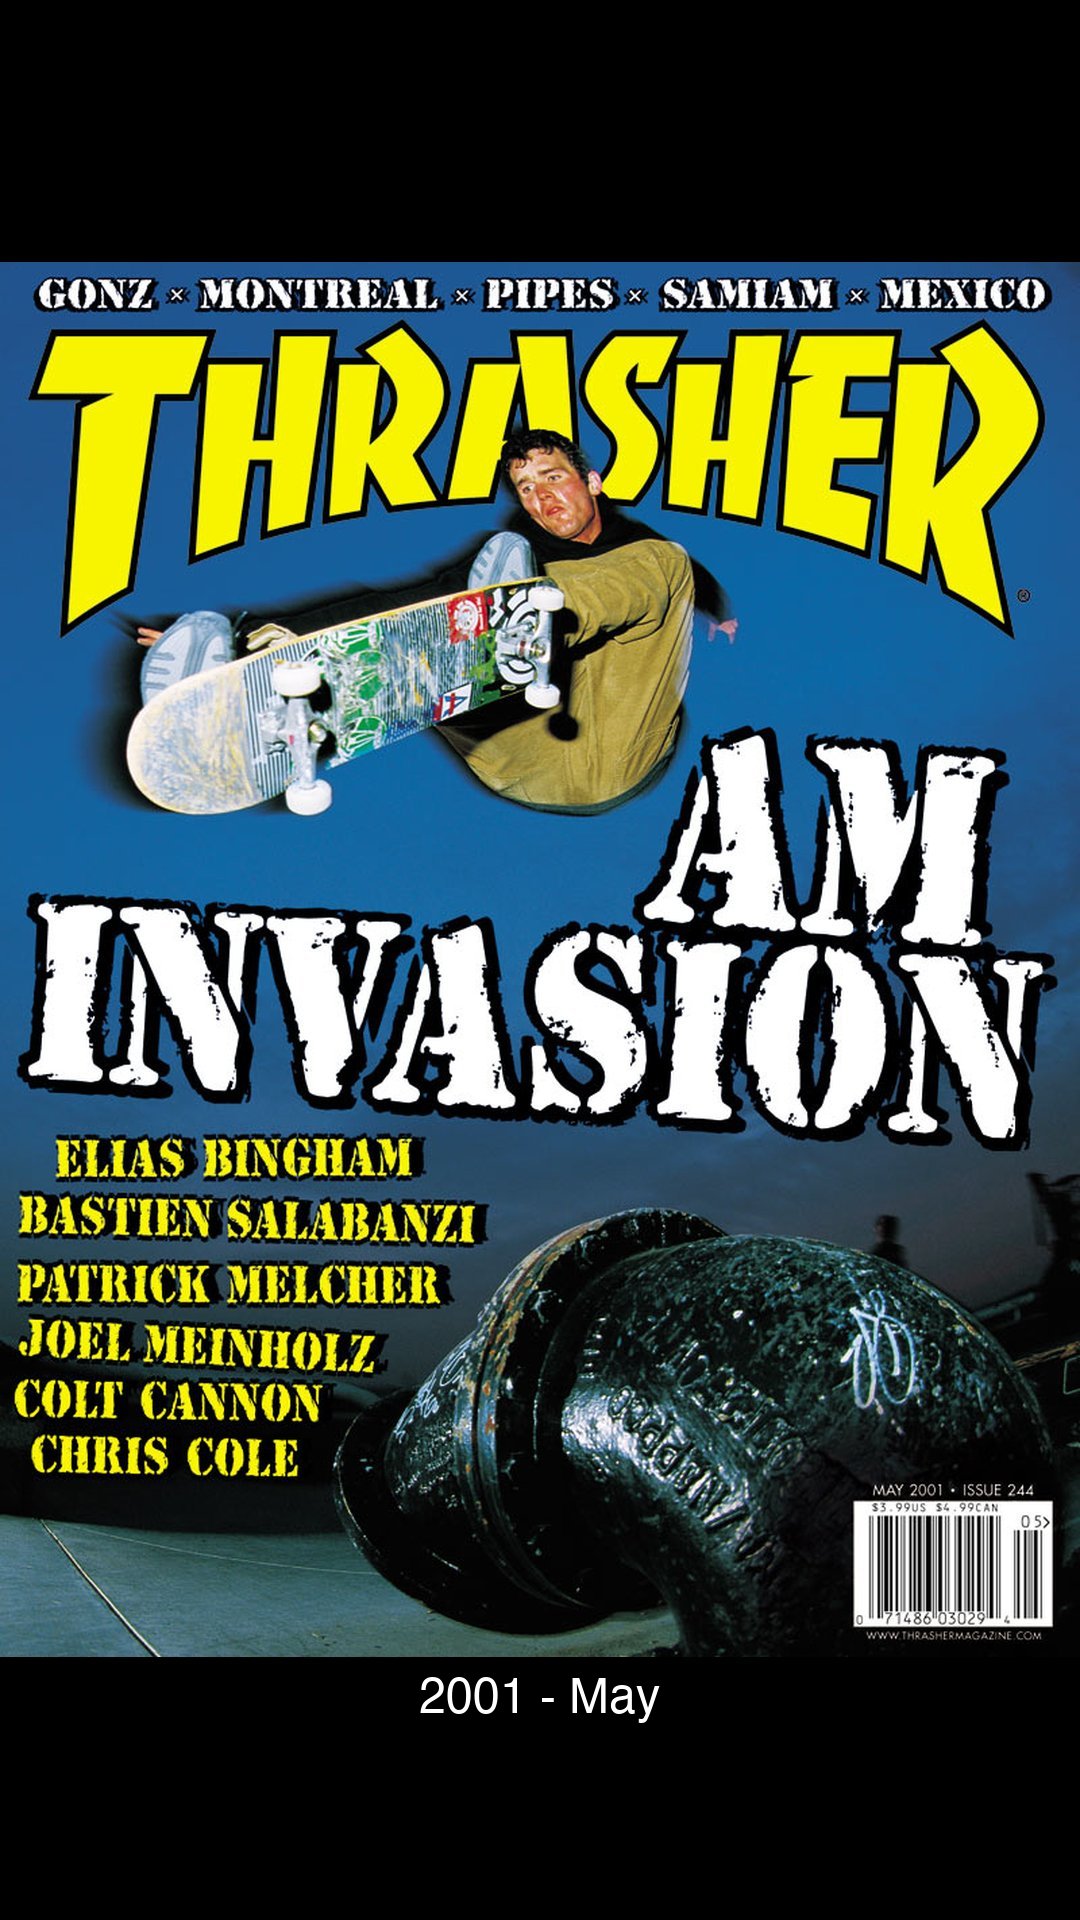 GONZ × MONTREAL × PIPES × SAMIAM × MEXICO
THRASHER®
AM
INVASION
ELIAS BINGHAM
BASTIEN SALABANZI
PATRICK MELCHER
JOEL MEINHOLZ
COLT CANNON
CHRIS COLE
MAY 2001 • ISSUE 244
$3.99US $4.99CAN
05>
0 71486 03029 4
WWW.THRASHERMAGAZINE.COM
2001 - May